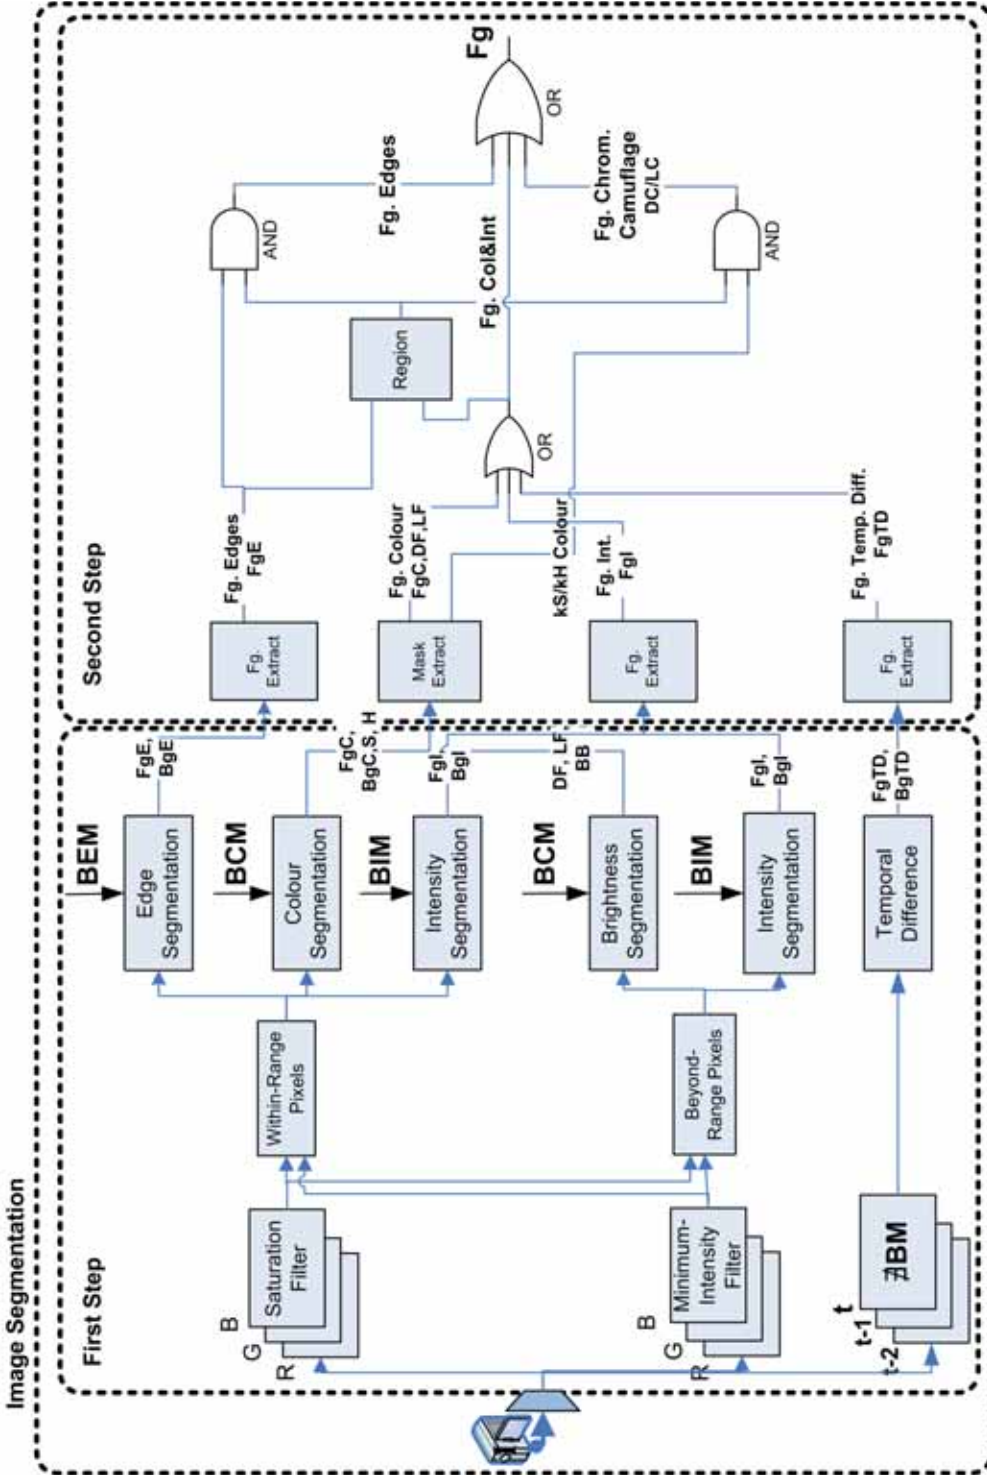 Image Segmentation
First Step
R
G
B
Saturation
Filter
R
G
B
Minimum-
Intensity
Filter
t-2
t-1
t
∄BM
Within-Range
Pixels
Beyond-
Range Pixels
BEM
Edge
Segmentation
FgE,
BgE
BCM
Colour
Segmentation
FgC,
BgC,S, H
BIM
Intensity
Segmentation
FgI,
BgI
BCM
Brightness
Segmentation
DF, LF
BB
BIM
Intensity
Segmentation
FgI,
BgI
Temporal
Difference
FgTD,
BgTD
Second Step
Fg.
Extract
Fg. Edges
FgE
Mask
Extract
Fg. Colour
FgC,DF,LF
kS/kH Colour
Fg.
Extract
Fg. Int.
FgI
Fg.
Extract
Fg. Temp. Diff.
FgTD
OR
Region
AND
AND
Fg. Edges
Fg. Col&Int
Fg. Chrom.
Camuflage
DC/LC
OR
Fg